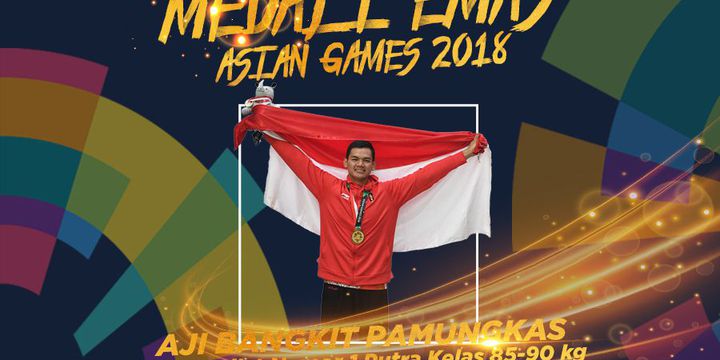 MEDALI EMAS
ASIAN GAMES 2018
AJI BANGKIT PAMUNGKAS
1 Putra Kelas 85-90 kg